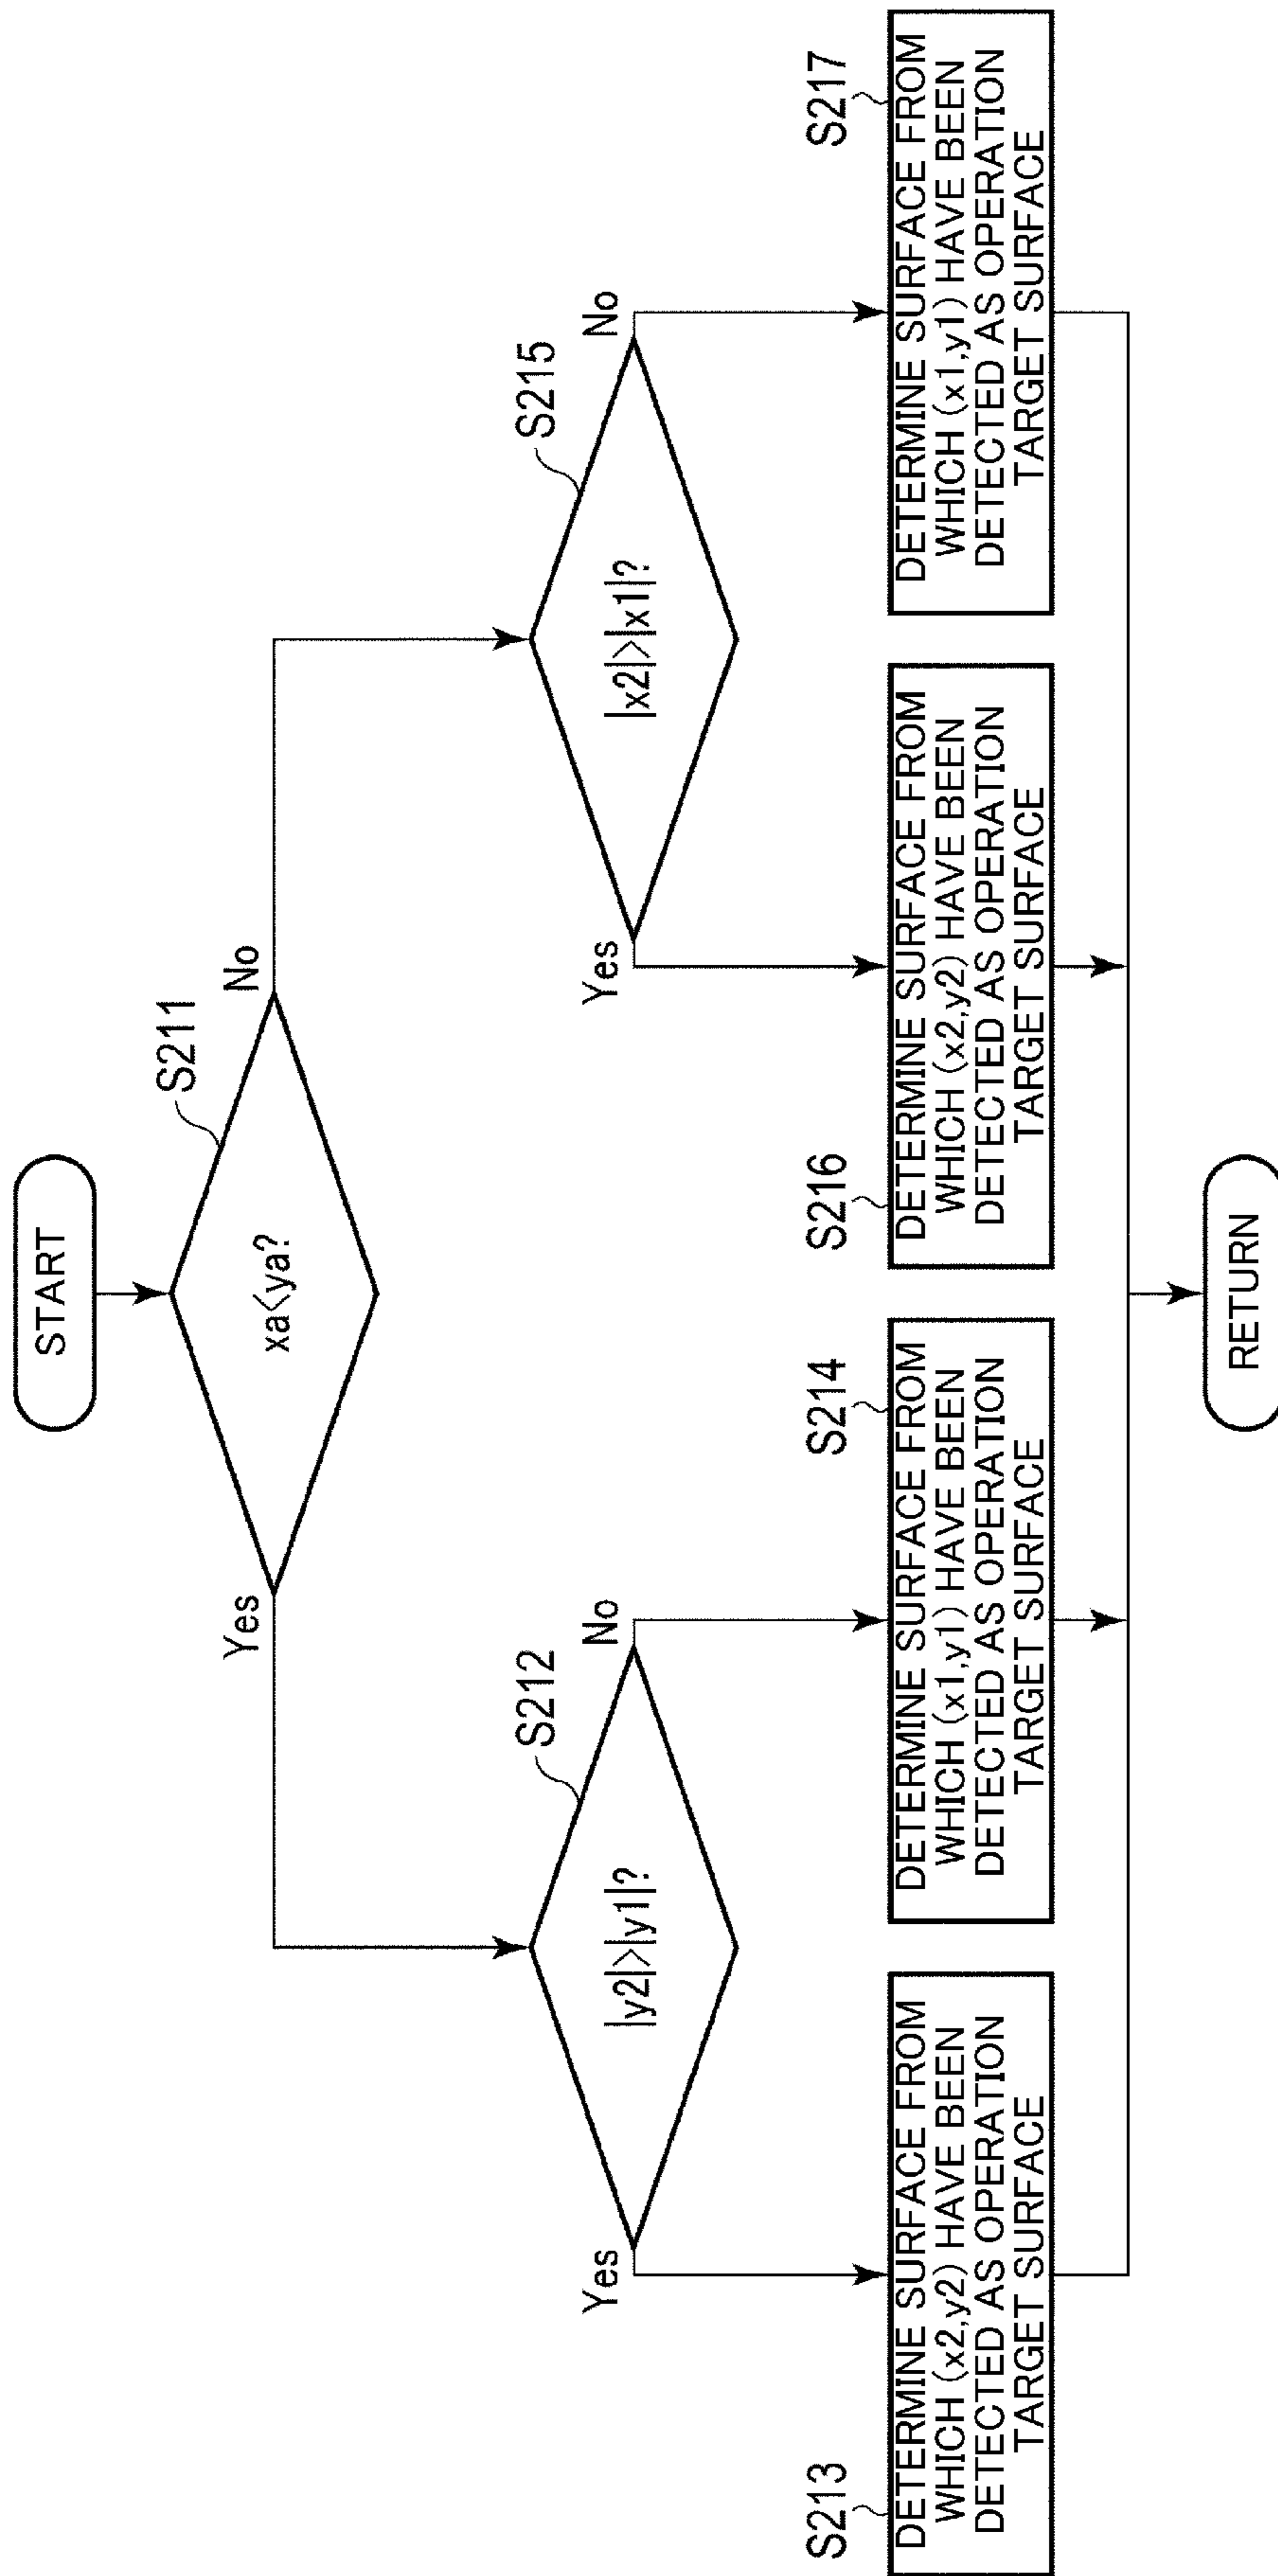 START
S211
xa<ya?
Yes
No
S212
|y2|>|y1|?
Yes
No
S215
|x2|>|x1|?
Yes
No
S213
DETERMINE SURFACE FROM
WHICH (x2,y2) HAVE BEEN
DETECTED AS OPERATION
TARGET SURFACE
S214
DETERMINE SURFACE FROM
WHICH (x1,y1) HAVE BEEN
DETECTED AS OPERATION
TARGET SURFACE
S216
DETERMINE SURFACE FROM
WHICH (x2,y2) HAVE BEEN
DETECTED AS OPERATION
TARGET SURFACE
S217
DETERMINE SURFACE FROM
WHICH (x1,y1) HAVE BEEN
DETECTED AS OPERATION
TARGET SURFACE
RETURN